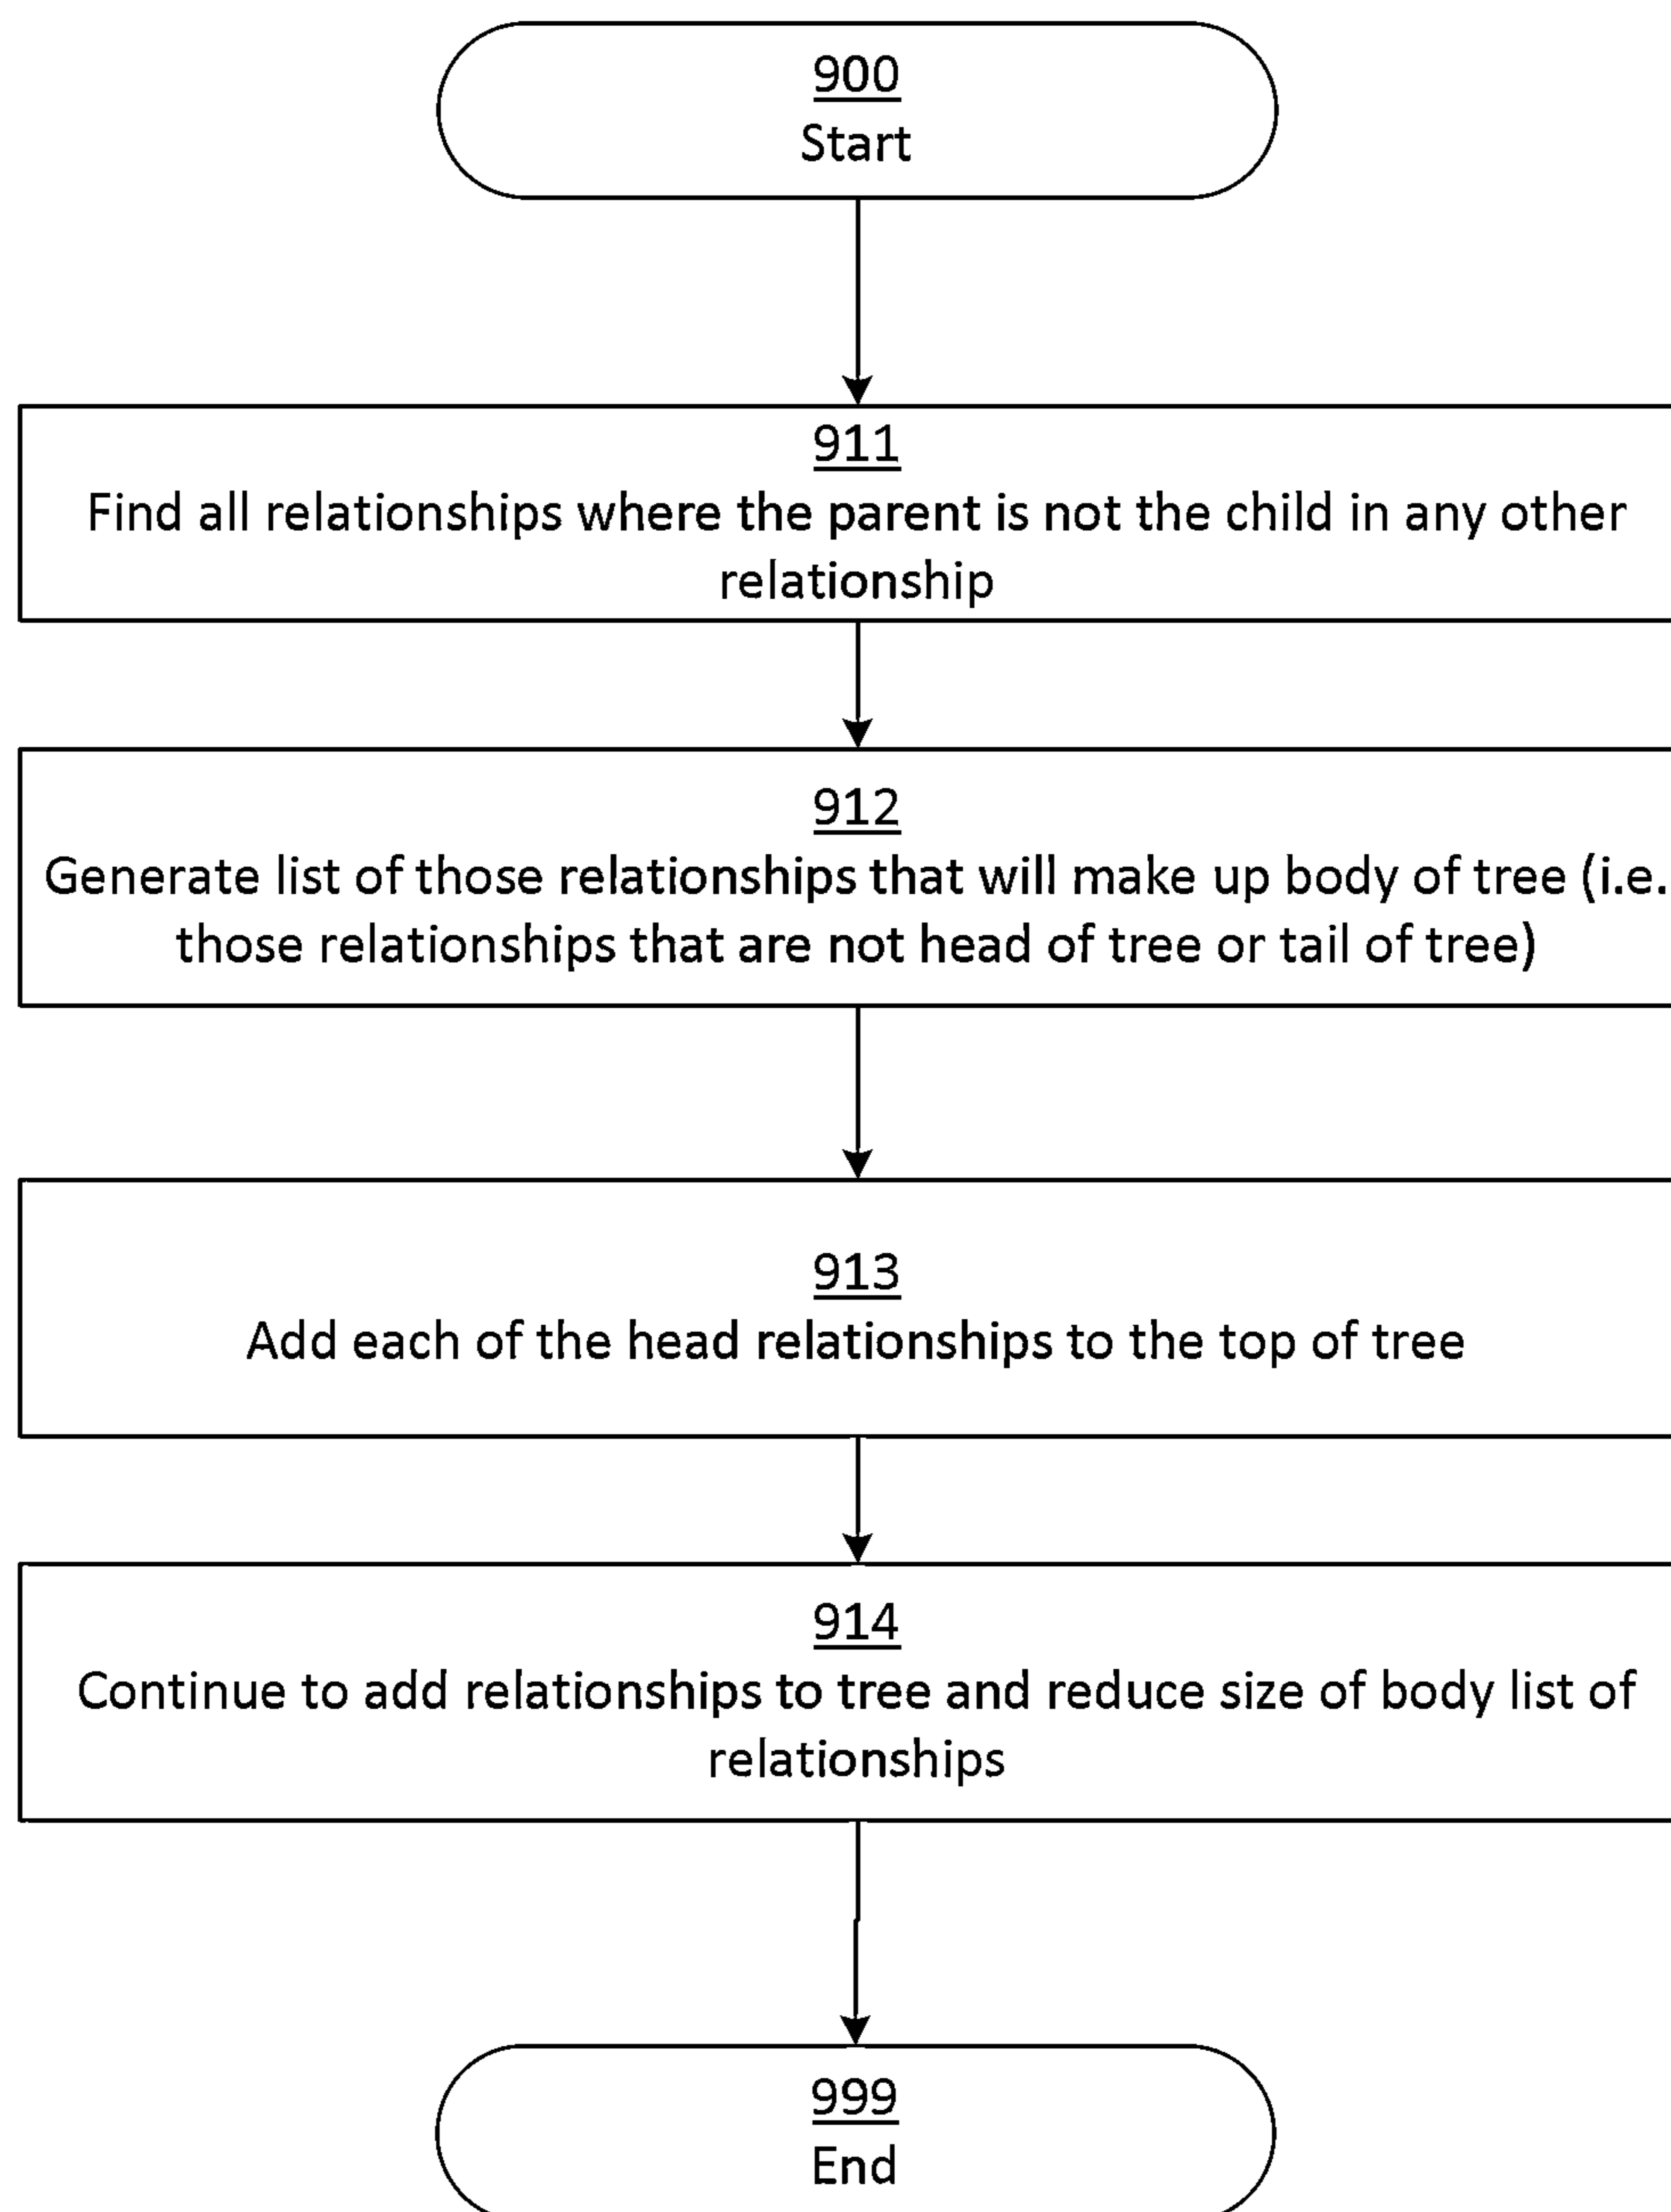 900
Start
911
Find all relationships where the parent is not the child in any other
relationship
912
Generate list of those relationships that will make up body of tree (i.e.
those relationships that are not head of tree or tail of tree)
913
Add each of the head relationships to the top of tree
914
Continue to add relationships to tree and reduce size of body list of
relationships
999
End